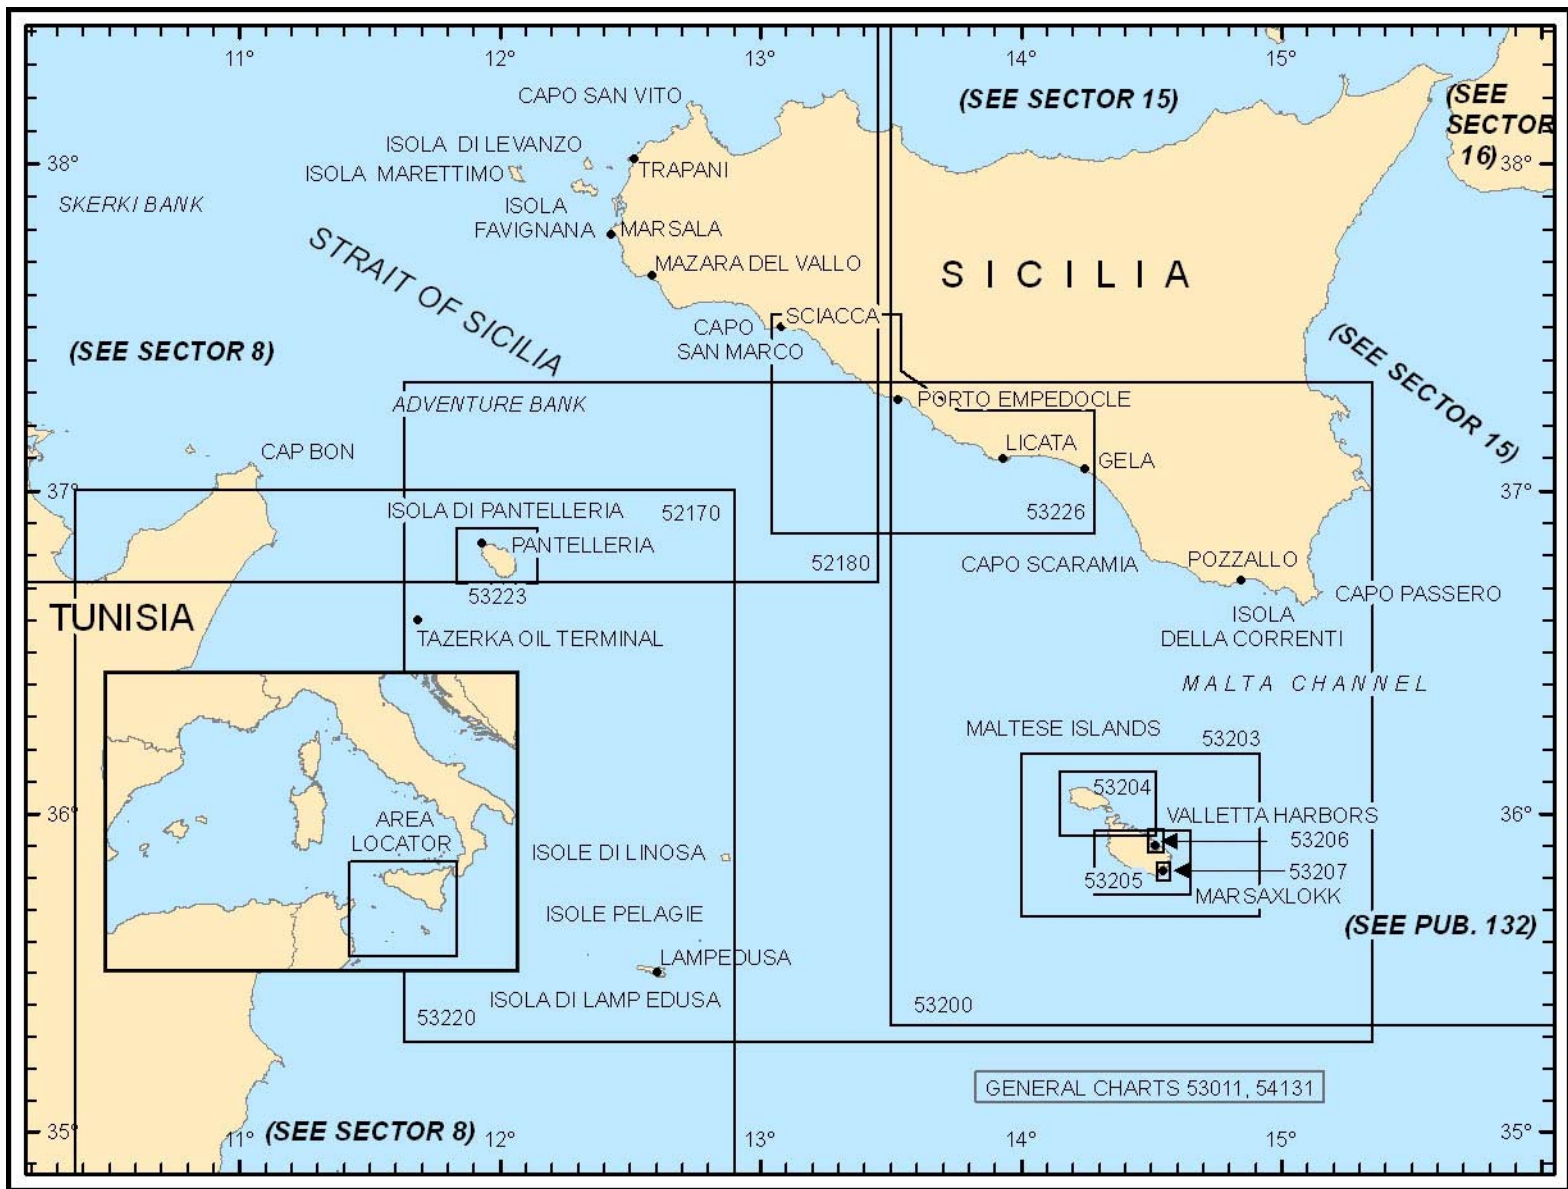 11°
12°
13°
14°
15°
CAPO SAN VITO
(SEE SECTOR 15)
(SEE
SECTOR
16)
38°
38°
ISOLA DI LEVANZO
ISOLA MARETTIMO
TRAPANI
SKERKI BANK
ISOLA
FAVIGNANA
MARSALA
STRAIT OF SICILIA
MAZARA DEL VALLO
SICILIA
SCIACCA
CAPO
SAN MARCO
(SEE SECTOR 8)
(SEE SECTOR 15)
ADVENTURE BANK
PORTO EMPEDOCLE
CAP BON
LICATA
GELA
37°
37°
ISOLA DI PANTELLERIA
52170
53226
PANTELLERIA
52180
CAPO SCARAMIA
POZZALLO
53223
CAPO PASSERO
TUNISIA
ISOLA
DELLA CORRENTI
TAZERKA OIL TERMINAL
MALTA CHANNEL
MALTESE ISLANDS
53203
53204
36°
36°
AREA
LOCATOR
VALLETTA HARBORS
53206
ISOLE DI LINOSA
53205
53207
MARSAXLOKK
ISOLE PELAGIE
(SEE PUB. 132)
LAMPEDUSA
ISOLA DI LAMP EDUSA
53220
53200
GENERAL CHARTS 53011, 54131
35°
11°
(SEE SECTOR 8)
12°
13°
14°
15°
35°